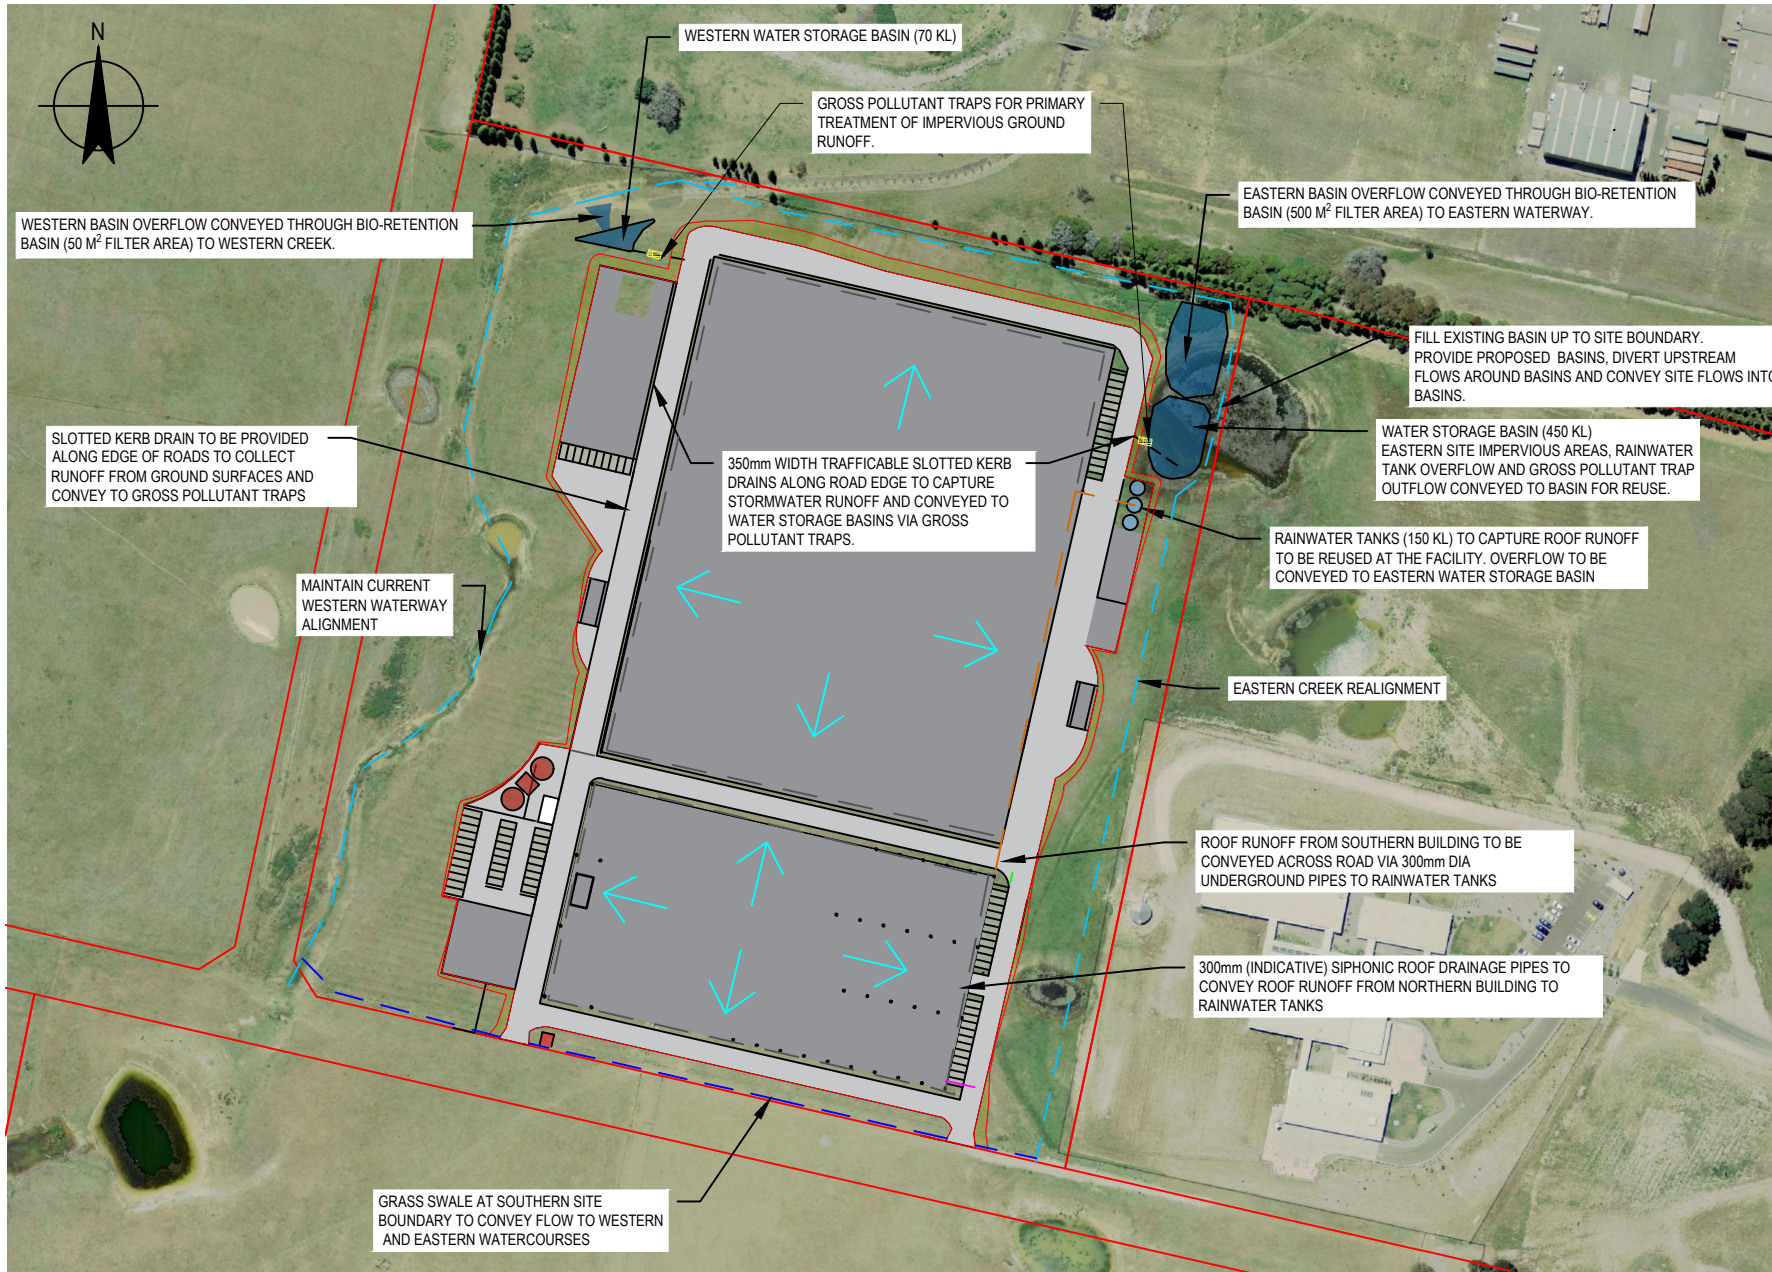 N
WESTERN WATER STORAGE BASIN (70 KL)
GROSS POLLUTANT TRAPS FOR PRIMARY
TREATMENT OF IMPERVIOUS GROUND
RUNOFF.
EASTERN BASIN OVERFLOW CONVEYED THROUGH BIO-RETENTION
BASIN (500 M² FILTER AREA) TO EASTERN WATERWAY.
WESTERN BASIN OVERFLOW CONVEYED THROUGH BIO-RETENTION
BASIN (50 M² FILTER AREA) TO WESTERN CREEK.
FILL EXISTING BASIN UP TO SITE BOUNDARY.
PROVIDE PROPOSED BASINS, DIVERT UPSTREAM
FLOWS AROUND BASINS AND CONVEY SITE FLOWS INTO
BASINS.
SLOTTED KERB DRAIN TO BE PROVIDED
ALONG EDGE OF ROADS TO COLLECT
RUNOFF FROM GROUND SURFACES AND
CONVEY TO GROSS POLLUTANT TRAPS
350mm WIDTH TRAFFICABLE SLOTTED KERB
DRAINS ALONG ROAD EDGE TO CAPTURE
STORMWATER RUNOFF AND CONVEYED TO
WATER STORAGE BASINS VIA GROSS
POLLUTANT TRAPS.
WATER STORAGE BASIN (450 KL)
EASTERN SITE IMPERVIOUS AREAS, RAINWATER
TANK OVERFLOW AND GROSS POLLUTANT TRAP
OUTFLOW CONVEYED TO BASIN FOR REUSE.
RAINWATER TANKS (150 KL) TO CAPTURE ROOF RUNOFF
TO BE REUSED AT THE FACILITY. OVERFLOW TO BE
CONVEYED TO EASTERN WATER STORAGE BASIN
MAINTAIN CURRENT
WESTERN WATERWAY
ALIGNMENT
EASTERN CREEK REALIGNMENT
ROOF RUNOFF FROM SOUTHERN BUILDING TO BE
CONVEYED ACROSS ROAD VIA 300mm DIA
UNDERGROUND PIPES TO RAINWATER TANKS
300mm (INDICATIVE) SIPHONIC ROOF DRAINAGE PIPES TO
CONVEY ROOF RUNOFF FROM NORTHERN BUILDING TO
RAINWATER TANKS
GRASS SWALE AT SOUTHERN SITE
BOUNDARY TO CONVEY FLOW TO WESTERN
AND EASTERN WATERCOURSES